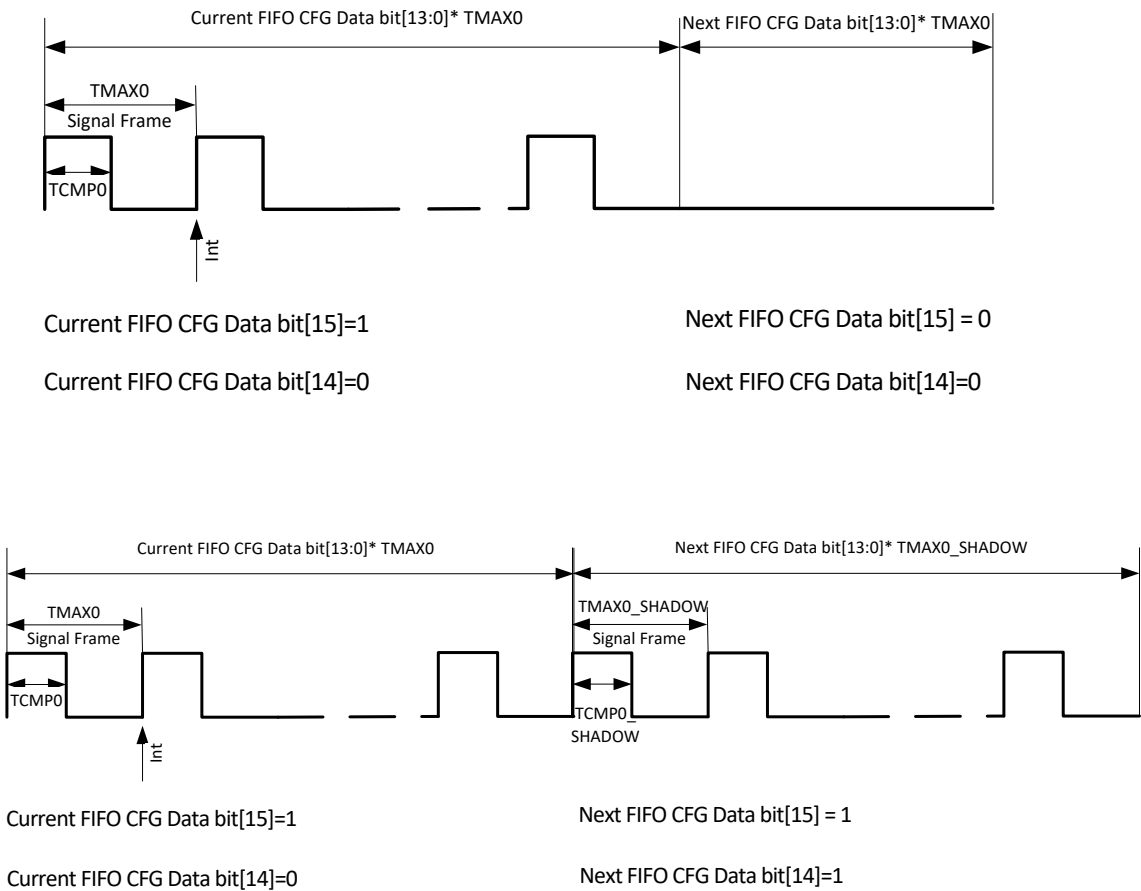 Current FIFO CFG Data bit[13:0]* TMAX0
Next FIFO CFG Data bit[13:0]* TMAX0
TMAX0
Signal Frame
TCMP0
Int
Current FIFO CFG Data bit[15]=1
Next FIFO CFG Data bit[15] = 0
Current FIFO CFG Data bit[14]=0
Next FIFO CFG Data bit[14]=0
Current FIFO CFG Data bit[13:0]* TMAX0
Next FIFO CFG Data bit[13:0]* TMAX0_SHADOW
TMAX0
Signal Frame
TCMP0
TMAX0_SHADOW
Signal Frame
TCMP0_
SHADOW
Int
Current FIFO CFG Data bit[15]=1
Next FIFO CFG Data bit[15] = 1
Current FIFO CFG Data bit[14]=0
Next FIFO CFG Data bit[14]=1